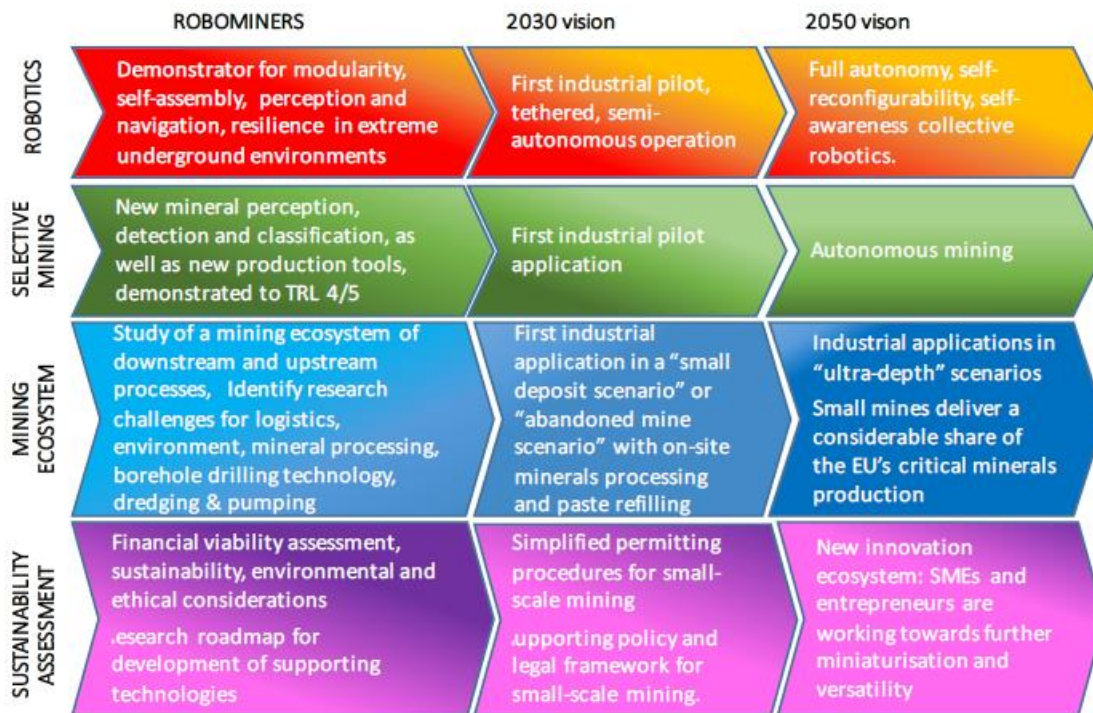 ROBOMINERS
2030 vision
2050 vison
ROBOTICS
Demonstrator for modularity,
self-assembly, perception and
navigation, resilience in extreme
underground environments
First industrial pilot,
tethered, semi-
autonomous operation
Full autonomy, self-
reconfigurability, self-
awareness collective
robotics.
SELECTIVE
MINING
New mineral perception,
detection and classification, as
well as new production tools,
demonstrated to TRL 4/5
First industrial pilot
application
Autonomous mining
MINING
ECOSYSTEM
Study of a mining ecosystem of
downstream and upstream
processes, Identify research
challenges for logistics,
environment, mineral processing,
borehole drilling technology,
dredging & pumping
First industrial
application in a “small
deposit scenario” or
“abandoned mine
scenario” with on-site
minerals processing
and paste refilling
Industrial applications in
“ultra-depth” scenarios
Small mines deliver a
considerable share of
the EU’s critical minerals
production
SUSTAINABILITY
ASSESSMENT
Financial viability assessment,
sustainability, environmental and
ethical considerations
.esearch roadmap for
development of supporting
technologies
Simplified permitting
procedures for small-
scale mining
.upporting policy and
legal framework for
small-scale mining.
New innovation
ecosystem: SMEs and
entrepreneurs are
working towards further
miniaturisation and
versatility